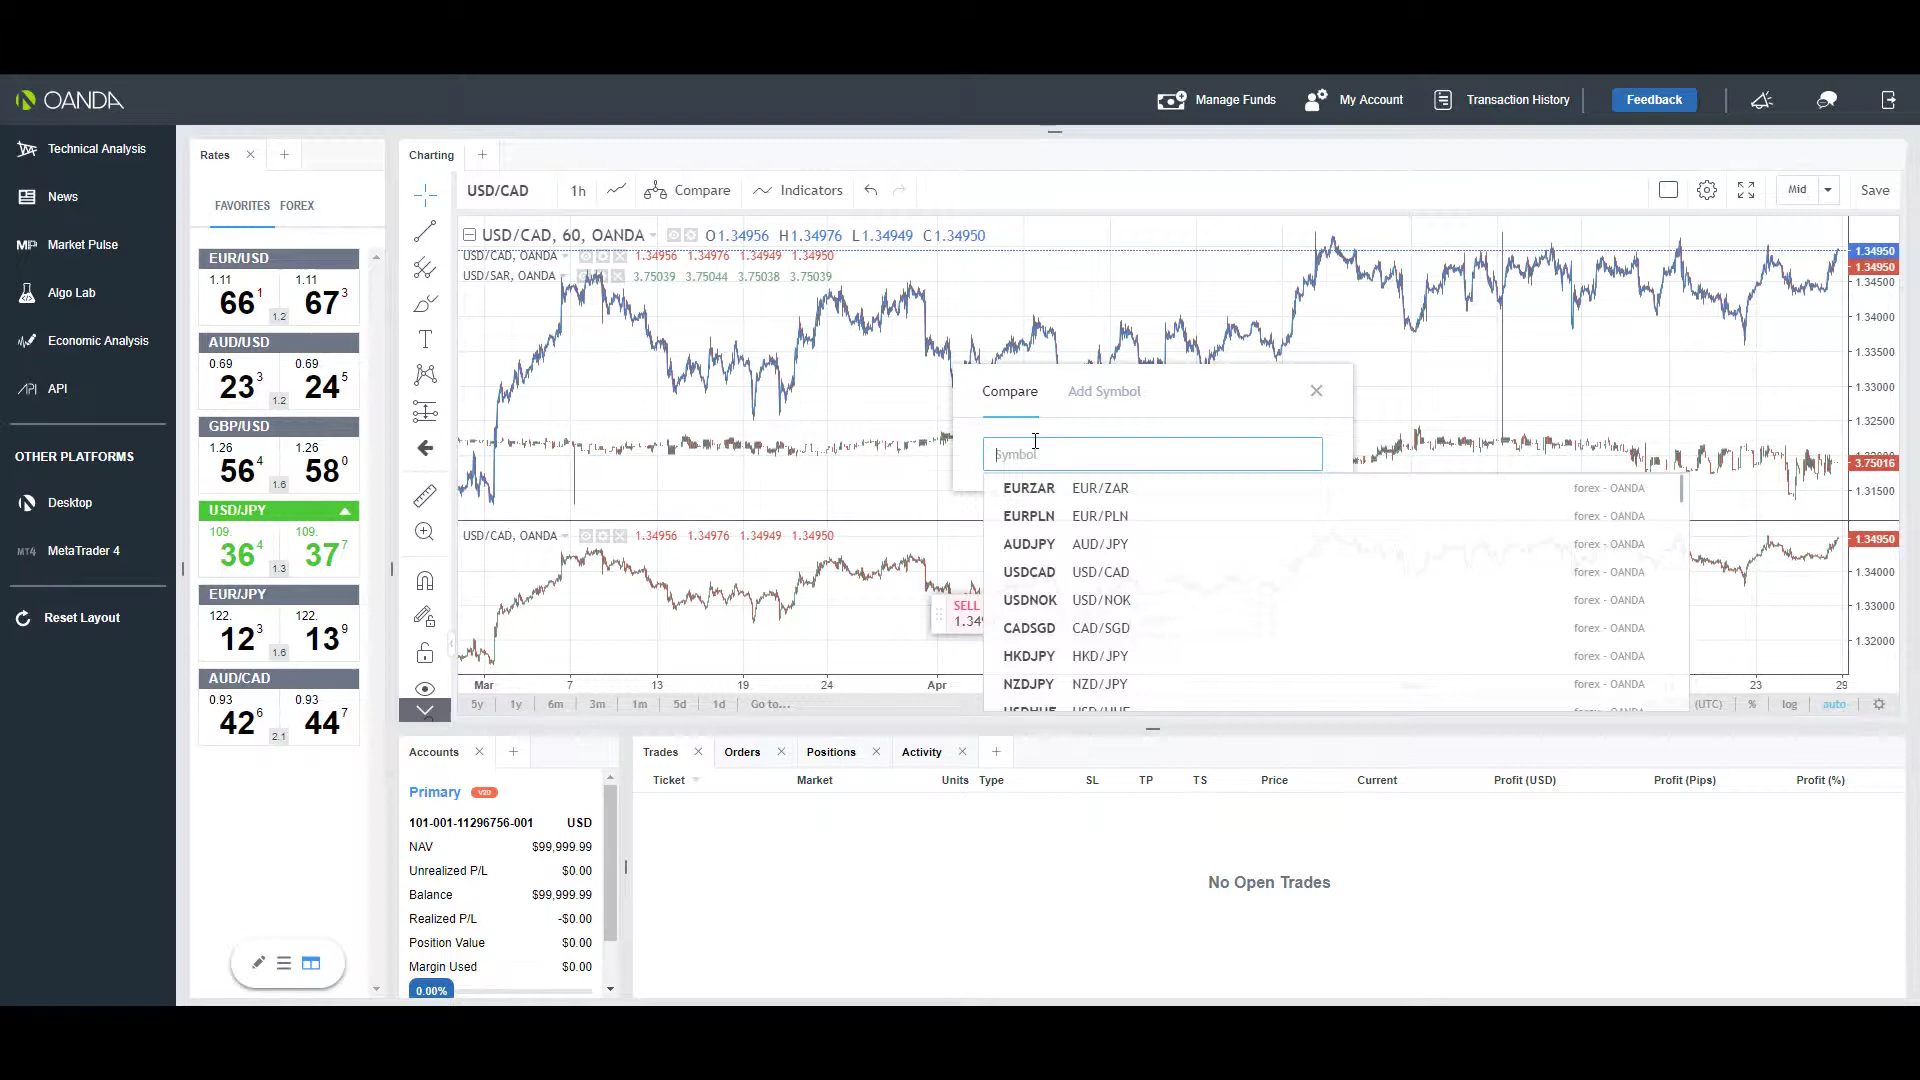 OANDA
Manage Funds
My Account
Transaction History
Feedback
Technical Analysis
News
Market Pulse
Algo Lab
Economic Analysis
API
OTHER PLATFORMS
Desktop
MT4 MetaTrader 4
Reset Layout
Rates
FAVORITES FOREX
EUR/USD
1.11 1.11
66 1 1.2 67 3
AUD/USD
0.69 0.69
23 3 1.2 24 5
GBP/USD
1.26 1.26
56 4 1.6 58 0
USD/JPY
109. 109.
36 4 1.3 37 7
EUR/JPY
122. 122.
12 3 1.6 13 9
AUD/CAD
0.93 0.93
42 6 2.1 44 7
Charting
USD/CAD 1h Compare Indicators Mid Save
USD/CAD, 60, OANDA O1.34956 H1.34976 L1.34949 C1.34950
USD/CAD, OANDA 1.34956 1.34976 1.34949 1.34950
USD/SAR, OANDA 3.75039 3.75044 3.75038 3.75039
1.34950
1.34950
1.34500
1.34000
1.33500
1.33000
1.32500
3.75016
1.31500
Compare Add Symbol
Symbol
EURZAR EUR/ZAR forex - OANDA
EURPLN EUR/PLN forex - OANDA
AUDJPY AUD/JPY forex - OANDA
USDCAD USD/CAD forex - OANDA
USDNOK USD/NOK forex - OANDA
CADSGD CAD/SGD forex - OANDA
HKDJPY HKD/JPY forex - OANDA
NZDJPY NZD/JPY forex - OANDA
USD/CAD, OANDA 1.34956 1.34976 1.34949 1.34950
SELL
1.34950
1.34000
1.33000
1.32000
Mar 7 13 19 24 Apr 23 29
5y 1y 6m 3m 1m 5d 1d Go to... (UTC) % log auto
Accounts
Primary v20
101-001-11296756-001 USD
NAV $99,999.99
Unrealized P/L $0.00
Balance $99,999.99
Realized P/L -$0.00
Position Value $0.00
Margin Used $0.00
0.00%
Trades Orders Positions Activity
Ticket Market Units Type SL TP TS Price Current Profit (USD) Profit (Pips) Profit (%)
No Open Trades